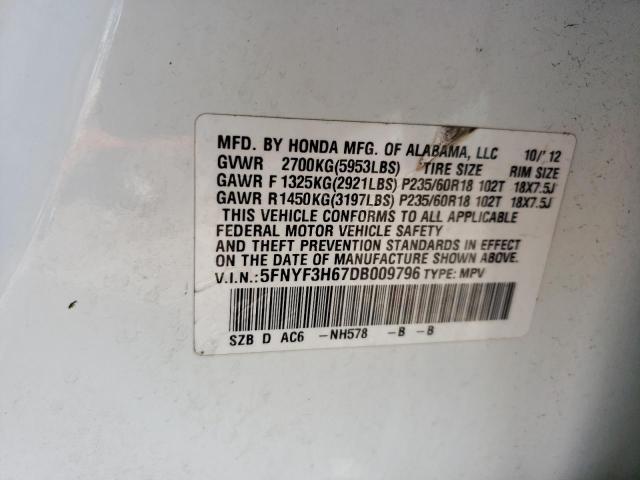 MFD. BY HONDA MFG. OF ALABAMA, LLC 10/'12
GVWR 2700KG(5953LBS) TIRE SIZE RIM SIZE
GAWR F 1325KG(2921LBS) P235/60R18 102T 18X7.5J
GAWR R1450KG(3197LBS) P235/60R18 102T 18X7.5J
THIS VEHICLE CONFORMS TO ALL APPLICABLE
FEDERAL MOTOR VEHICLE SAFETY
AND THEFT PREVENTION STANDARDS IN EFFECT
ON THE DATE OF MANUFACTURE SHOWN ABOVE.
V.I.N.:5FNYF3H67DB009796 TYPE: MPV
SZB D AC6 -NH578 -B -B